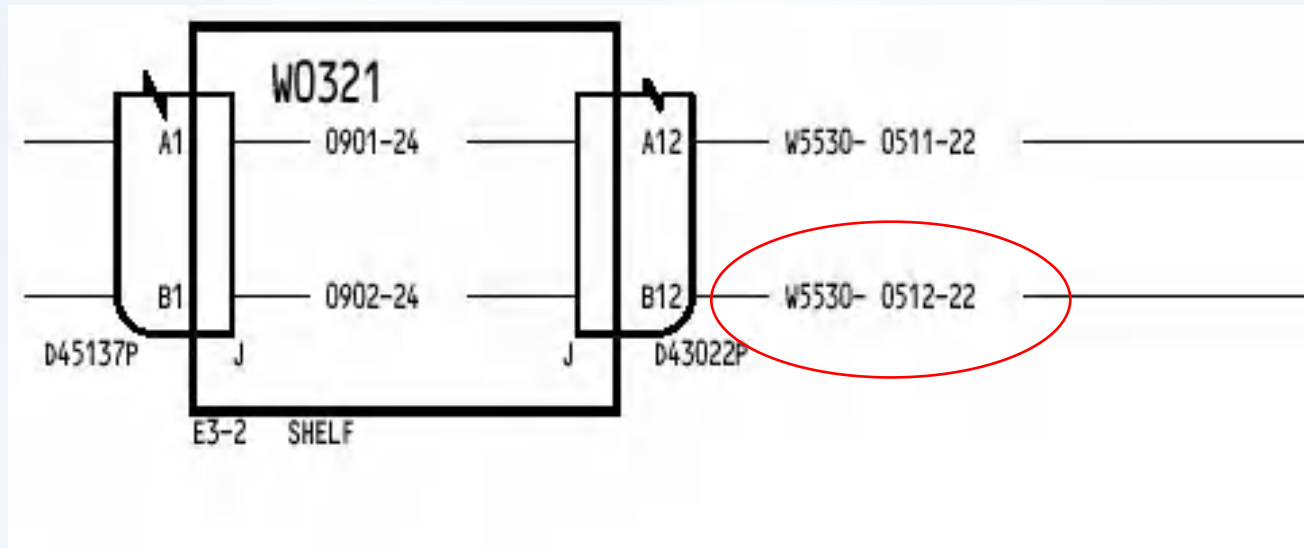 W0321
A1 0901-24 A12 W5530- 0511-22
B1 0902-24 B12 W5530- 0512-22
D45137P J J D43022P
E3-2 SHELF